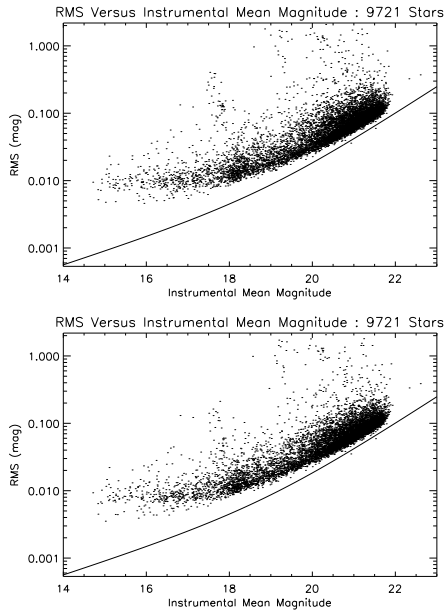 RMS Versus Instrumental Mean Magnitude : 9721 Stars
1.000
0.100
0.010
0.001
RMS (mag)
14 16 18 20 22
Instrumental Mean Magnitude
RMS Versus Instrumental Mean Magnitude : 9721 Stars
1.000
0.100
0.010
0.001
RMS (mag)
14 16 18 20 22
Instrumental Mean Magnitude